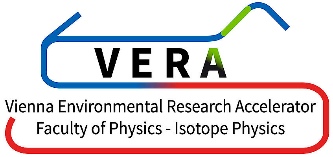 VERA
Vienna Environmental Research Accelerator
Faculty of Physics - Isotope Physics